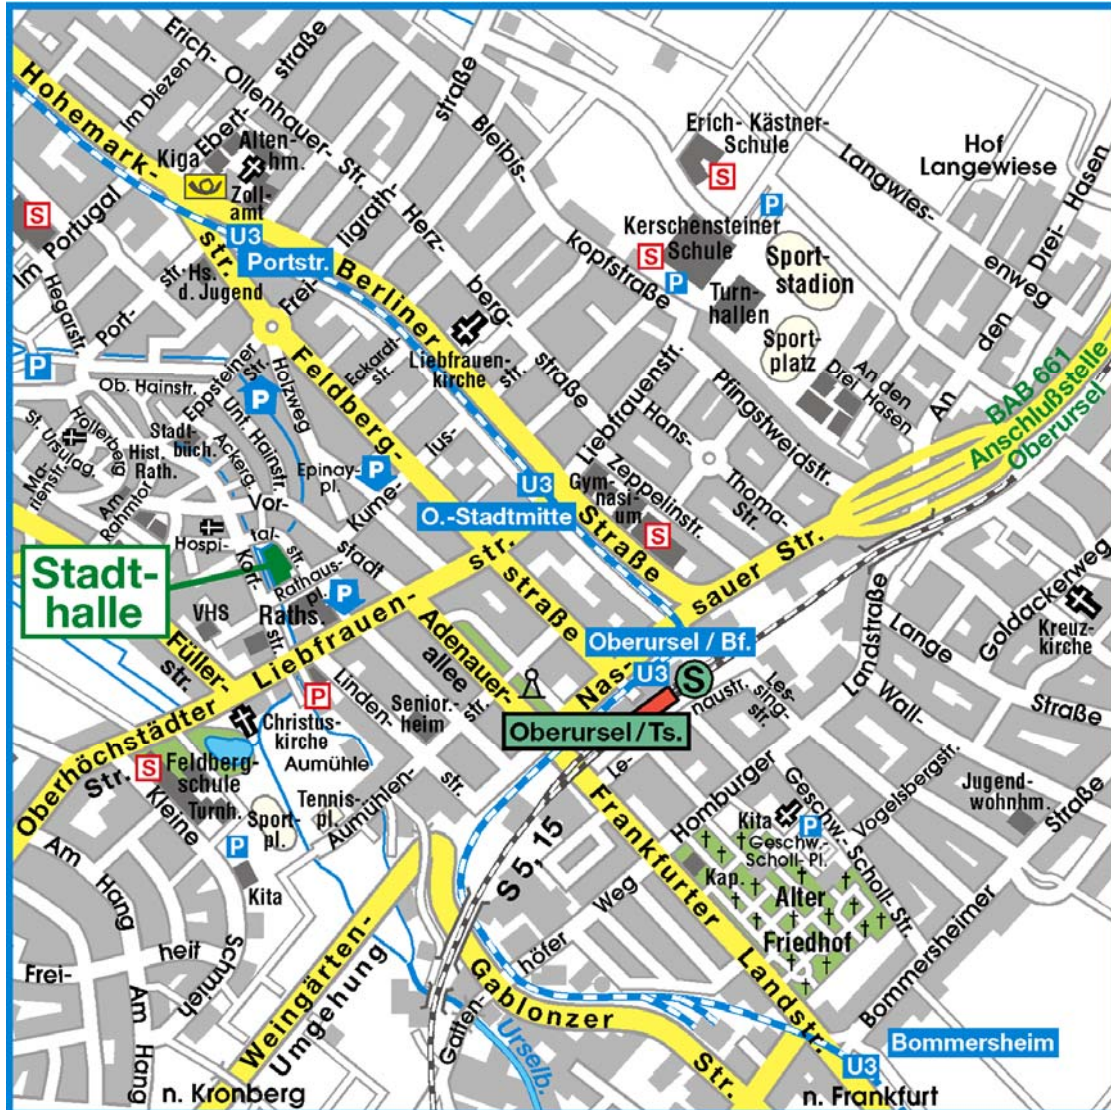 Hohemark-
str.
Erich- Ollenhauer- Str.
Im Diezen
Ebert-
straße
Kiga
Alten-
hm.
Zoll-
amt
U3
Portstr.
S
Im Portugal
Hegarstr.
Port-
str.
Hs.
d. Jugend
Frei-
ligrath-
Herz-
berg-
straße
Bleibis-
kopfstraße
straße
Erich- Kästner-
Schule
S
P
Kerschensteiner
Schule
S
P
Turn-
hallen
Sport-
stadion
Sport-
platz
Hof
Langewiese
Langwies-
enweg
An
den
Drei-
Hasen
An den
Drei Hasen
BAB 661
Anschlußstelle
Oberursel
Berliner
Straße
Liebfrauen-
kirche
Eckardt-
str.
Feldberg-
straße
Ius-
str.
Liebfrauenstr.
Hans-
Thoma-
Str.
Pfingstweidstr.
Zeppelinstr.
Gym-
nasi-
um
S
U3
O.-Stadtmitte
P
Ob. Hainstr.
Eppsteiner
Str.
Holzweg
P
Unt. Hainstr.
Ackerg.
Stadt-
büch.
Hist.
Rath.
Hollerberg
St. Ursulag.
Ma-
rienstr.
Am
Rahmtor
Epinay-
pl.
P
Kume-
Vor-
tal-
str.
Hospi-
Korf-
str.
Rathaus-
pl.
stadt
P
Stadt-
halle
VHS
Raths.
Füller-
str.
Oberhöchstädter
Str.
Liebfrauen-
str.
Adenauer-
allee
Nas-
sauer Str.
Oberursel / Bf.
U3
S
Oberursel / Ts.
naustr.
Les-
sing-
str.
Le-
Landstraße
Lange
Straße
Goldackerweg
Kreuz-
kirche
Wall-
str.
Linden-
str.
Senior.-
heim
P
Christus-
kirche
Aumühle
Aumühlen-
str.
S
Feldberg-
schule
Turnh.
Sport-
pl.
Tennis-
pl.
P
Kita
Kleine
schmieh
Am
Hang
heit
Frei-
Am
Hang
Weingärten-
Umgehung
n. Kronberg
S 5, 15
Frankfurter
Landstr.
Homburger
Kita
P
Geschw.-
Scholl- Pl.
Geschw.- Scholl- Str.
Vogelsbergstr.
Jugend-
wohnhm.
Straße
Bommersheimer
Kap.
Alter
Friedhof
Weg
höfer
Gatten-
Gablonzer
Str.
Urselb.
U3
Bommersheim
n. Frankfurt